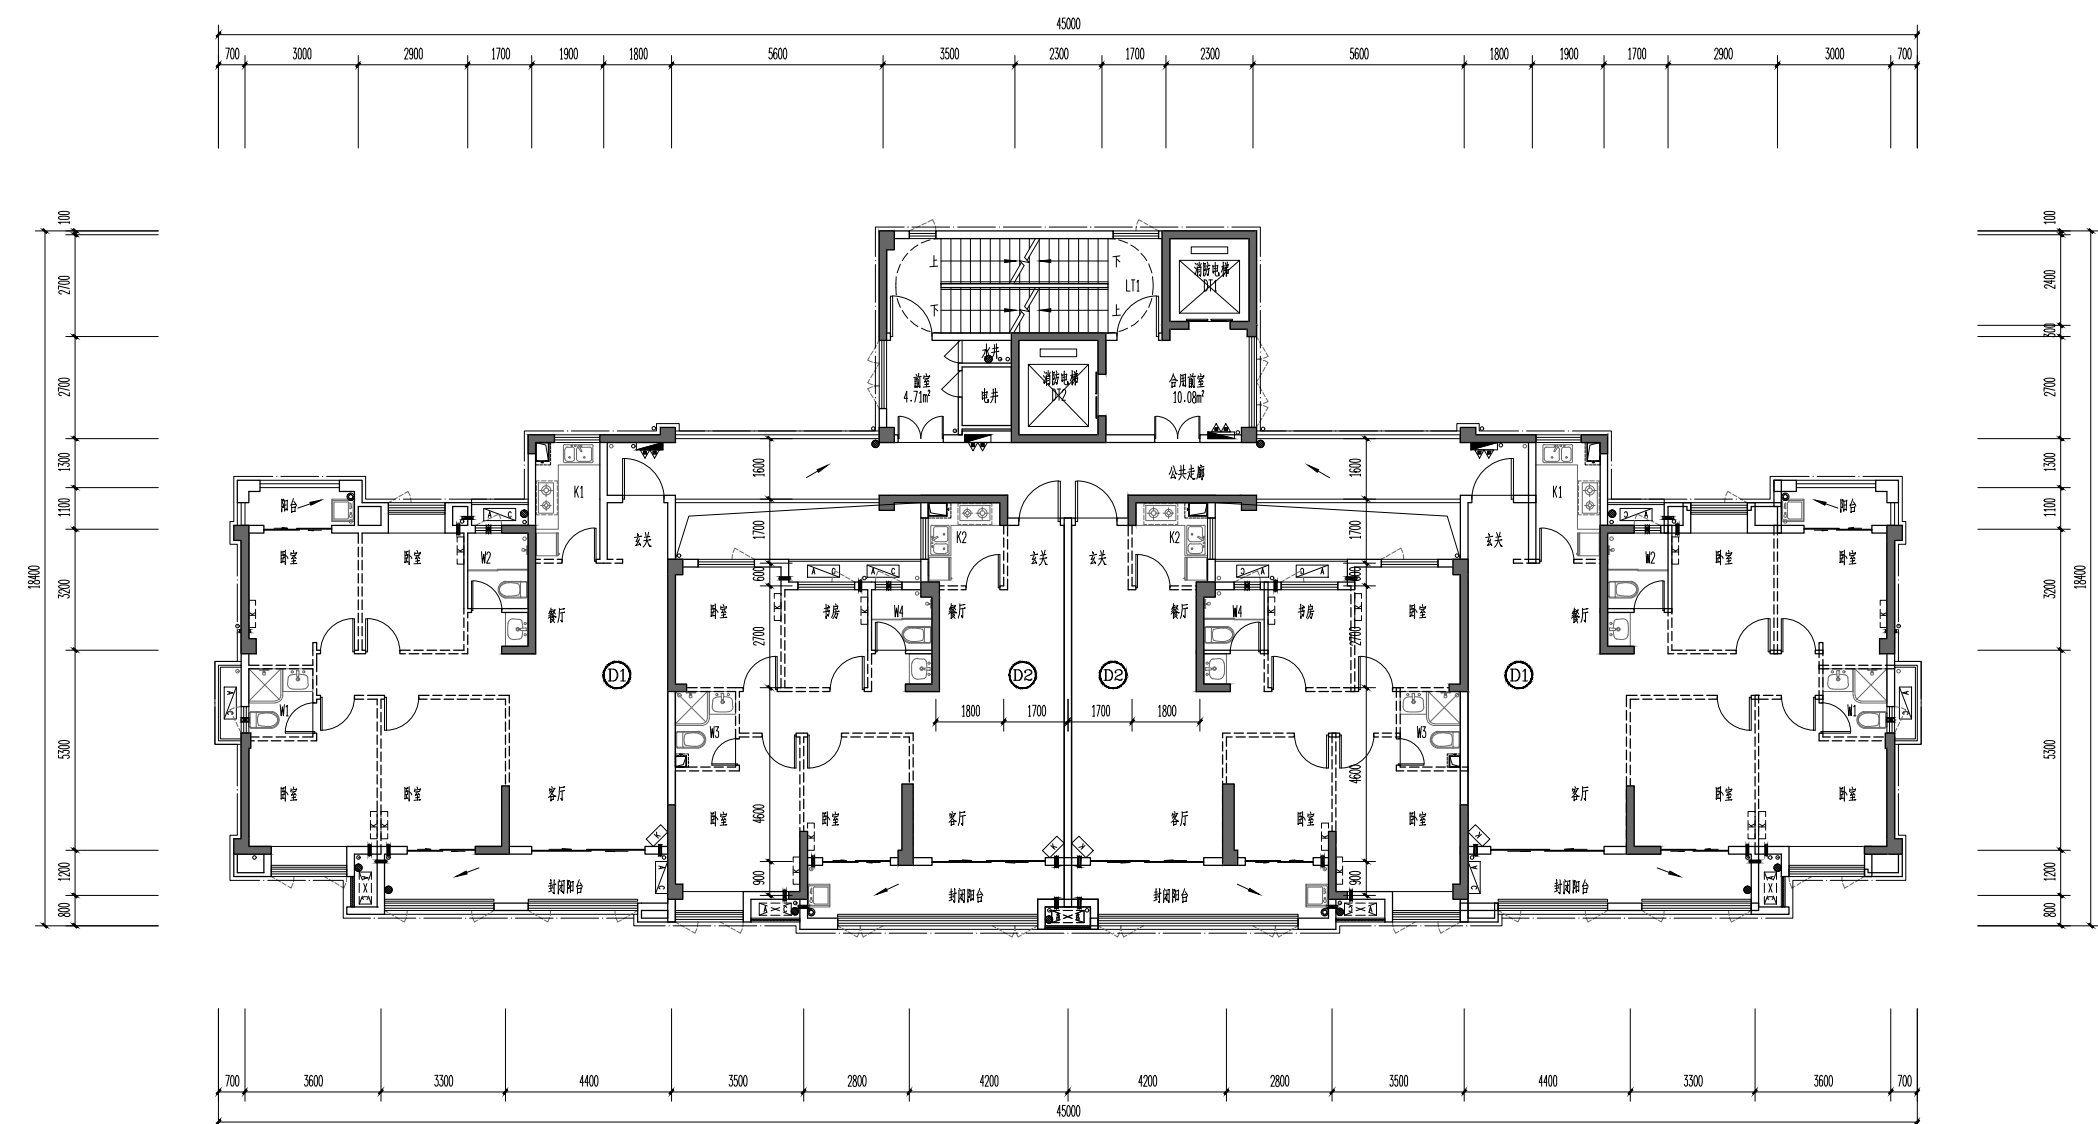 45000
700 3000 2900 1700 1900 1800 5600 3500 2300 1700 2300 5600 1800 1900 1700 2900 3000 700
100 100
上 下 消防电梯
LT1 DT1
2700 2400
下 上
600
水井
前室 消防电梯 合用前室
4.71m² 电井 DT2 10.08m²
2700 2700
1300 1600 公共走廊 1600 1300
K1 K1
阳台 A C C A 阳台
1100 1100
玄关 1700 K2 玄关 玄关 K2 1700 玄关
卧室 卧室 W2 W2 卧室 卧室
600 A C A C C A C A 600
18400 3200 3200 18400
餐厅 卧室 书房 W4 餐厅 餐厅 W4 书房 卧室 餐厅
2700 2700
D1 D2 D2 D1
A C A C
W1 1800 1700 1700 1800 W1
W3 W3
5300 4600 4600 5300
卧室 卧室 客厅 客厅 卧室 卧室
卧室 卧室 客厅 客厅 卧室 卧室
K K K K
1200 A C 900 900 A C 1200
封闭阳台 封闭阳台 封闭阳台 封闭阳台
800 800
700 3600 3300 4400 3500 2800 4200 4200 2800 3500 4400 3300 3600 700
45000